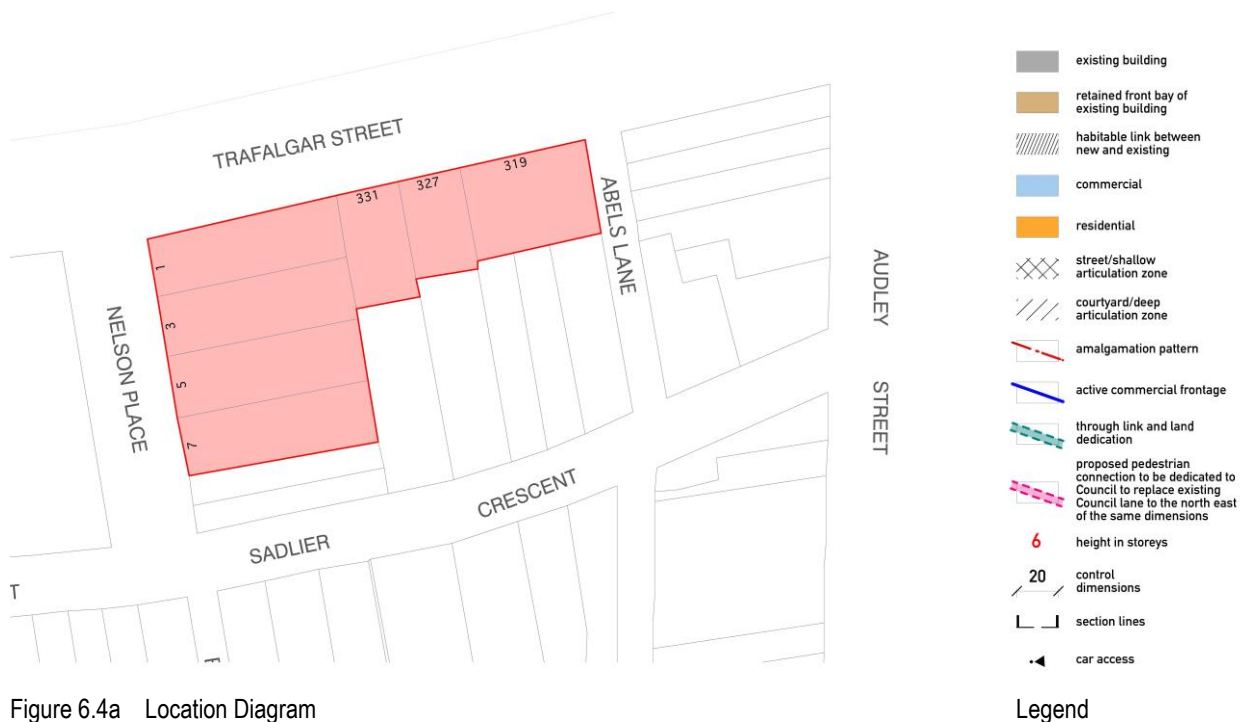 TRAFALGAR STREET
331
327
319
ABELS LANE
1
3
5
7
NELSON PLACE
AUDLEY
STREET
CRESCENT
SADLIER
T
existing building
retained front bay of
existing building
habitable link between
new and existing
commercial
residential
street/shallow
articulation zone
courtyard/deep
articulation zone
amalgamation pattern
active commercial frontage
through link and land
dedication
proposed pedestrian
connection to be dedicated to
Council to replace existing
Council lane to the north east
of the same dimensions
6
height in storeys
20
control
dimensions
section lines
car access
Figure 6.4a Location Diagram
Legend